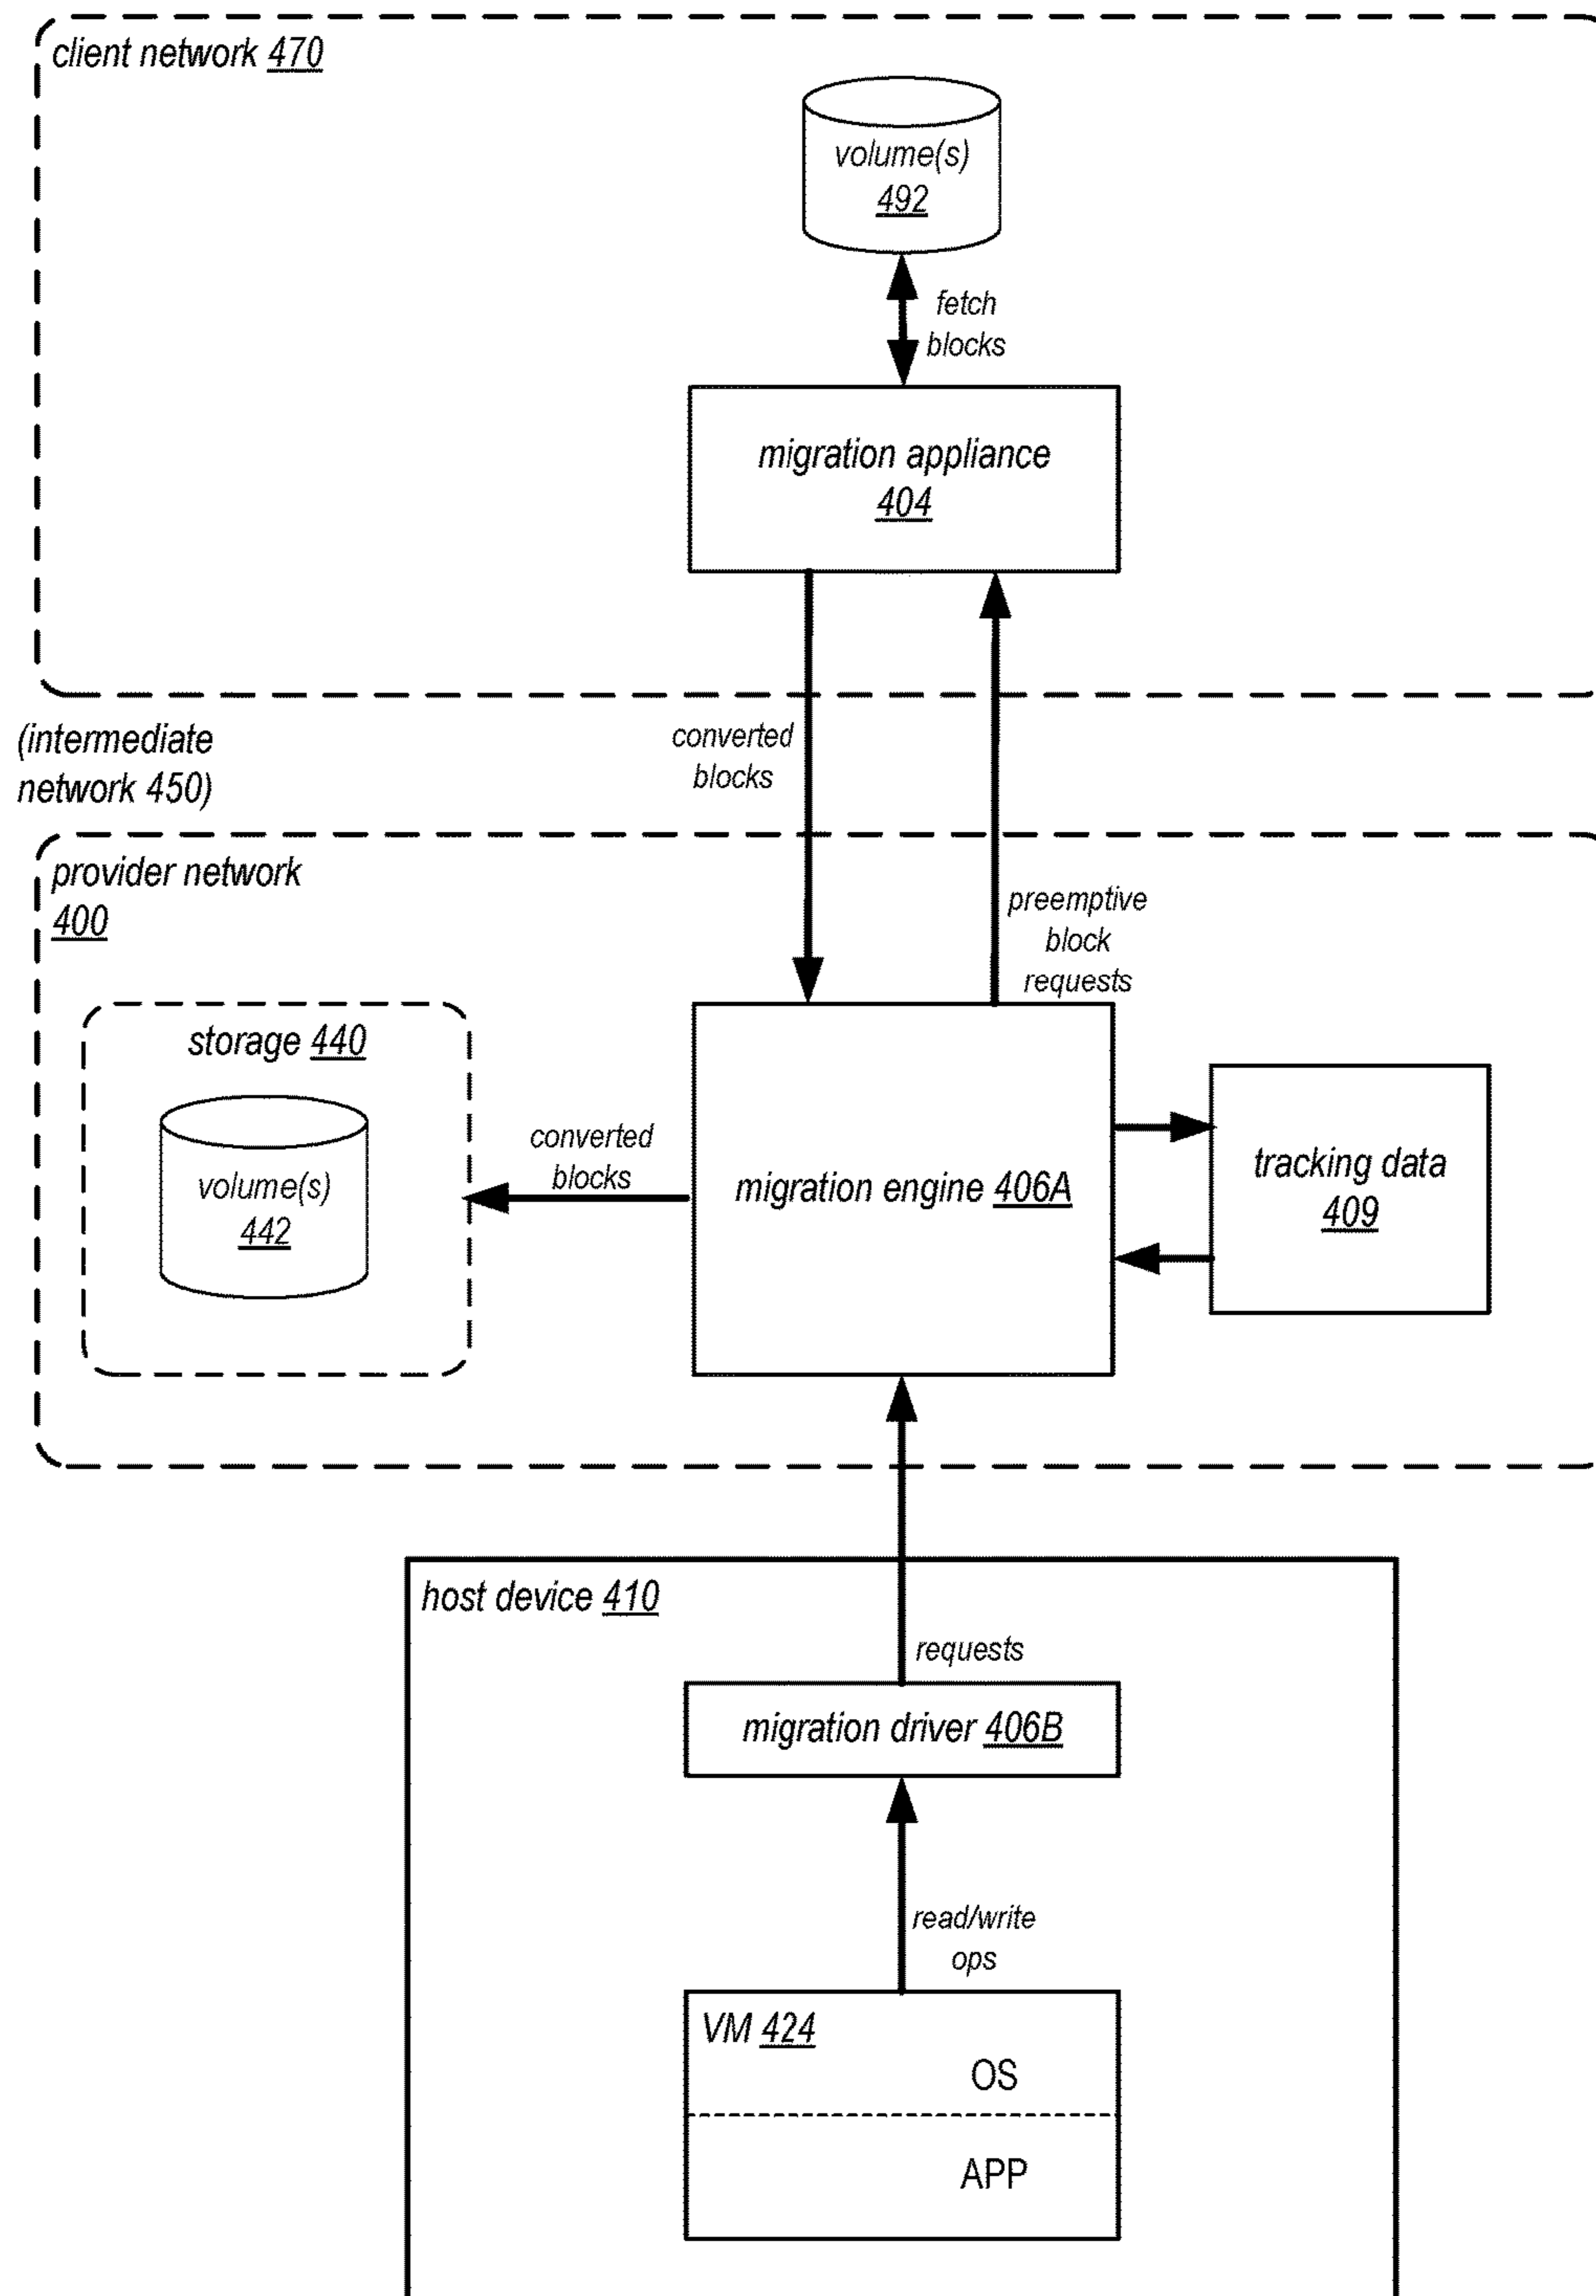 client network 470
volume(s)
492
fetch
blocks
migration appliance
404
(intermediate
network 450)
converted
blocks
provider network
400
preemptive
block
requests
storage 440
volume(s)
442
converted
blocks
migration engine 406A
tracking data
409
host device 410
requests
migration driver 406B
read/write
ops
VM 424
OS
APP